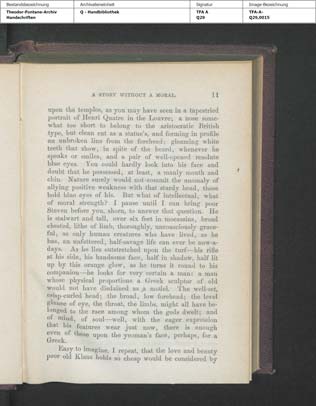 Bestandsbezeichnung Archivalieneinheit Signatur Image-Bezeichnung
Theodor-Fontane-Archiv Q - Handbibliothek TFA A TFA-A-
Handschriften Q29 Q29,0015
A STORY WITHOUT A MORAL. 11
upon the temples, as you may have seen in a tapestried
portrait of Henri Quatre in the Louvre; a nose some-
what too short to belong to the aristocratic British
type, but clean cut as a statue's, and forming in profile
an unbroken line from the forehead; gleaming white
teeth that show, in spite of the beard, whenever he
speaks or smiles, and a pair of well-opened resolute
blue eyes. You could hardly look into his face and
doubt that he possessed, at least, a manly mouth and
chin. Nature surely would not commit the anomaly of
allying positive weakness with that sturdy head, those
bold blue eyes of his. But what of intellectual, what
of moral strength? I pause until I can bring poor
Steven before you, shorn, to answer that question. He
is stalwart and tall, over six feet in moccasins, broad
chested, lithe of limb, thoroughly, unconsciously grace-
ful, as only human creatures who have lived, as he
has, an unfettered, half-savage life can ever be now-a-
days. As he lies outstretched upon the turf—his rifle
at his side, his handsome face, half in shadow, half lit
up by this orange glow, as he turns it round to his
companion—he looks for very certain a man: a man
whose physical proportions a Greek sculptor of old
would not have disdained as a model. The well-set,
crisp-curled head; the broad, low forehead; the level
glance of eye, the throat, the limbs, might all have be-
longed to the race among whom the gods dwelt; and
of mind, of soul—well, with the eager expression
that his features wear just now, there is enough
even of these upon the yeoman's face, perhaps, for a
Greek.
Easy to imagine, I repeat, that the love and beauty
poor old Klaus holds so cheap would be considered by